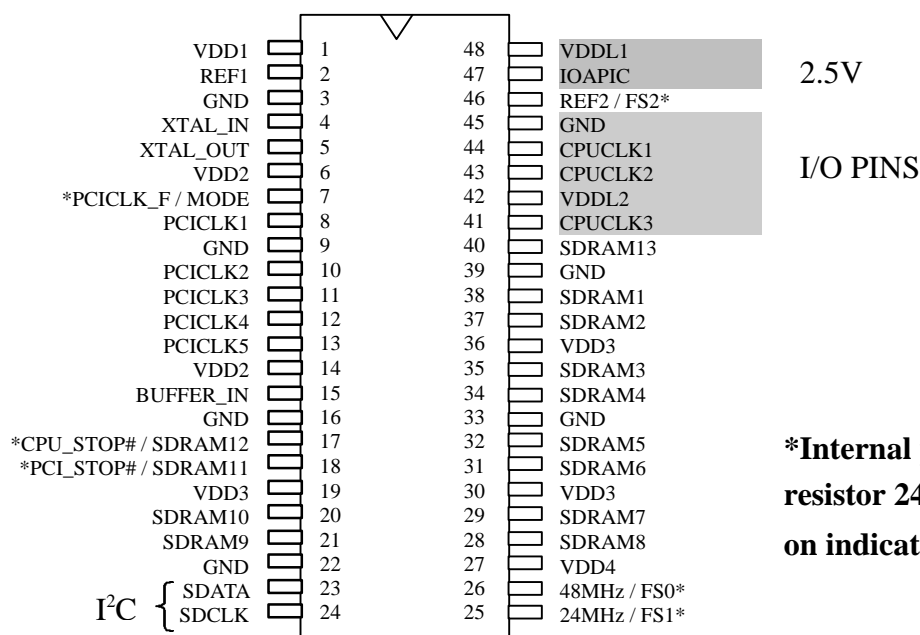 VDD1 1 48 VDDL1
REF1 2 47 IOAPIC 2.5V
GND 3 46 REF2 / FS2*
XTAL_IN 4 45 GND
XTAL_OUT 5 44 CPUCLK1
VDD2 6 43 CPUCLK2 I/O PINS
*PCICLK_F / MODE 7 42 VDDL2
PCICLK1 8 41 CPUCLK3
GND 9 40 SDRAM13
PCICLK2 10 39 GND
PCICLK3 11 38 SDRAM1
PCICLK4 12 37 SDRAM2
PCICLK5 13 36 VDD3
VDD2 14 35 SDRAM3
BUFFER_IN 15 34 SDRAM4
GND 16 33 GND
*CPU_STOP# / SDRAM12 17 32 SDRAM5 *Internal
*PCI_STOP# / SDRAM11 18 31 SDRAM6
VDD3 19 30 VDD3 resistor 24
SDRAM10 20 29 SDRAM7
SDRAM9 21 28 SDRAM8 on indicat
GND 22 27 VDD4
I²C SDATA 23 26 48MHz / FS0*
SDCLK 24 25 24MHz / FS1*